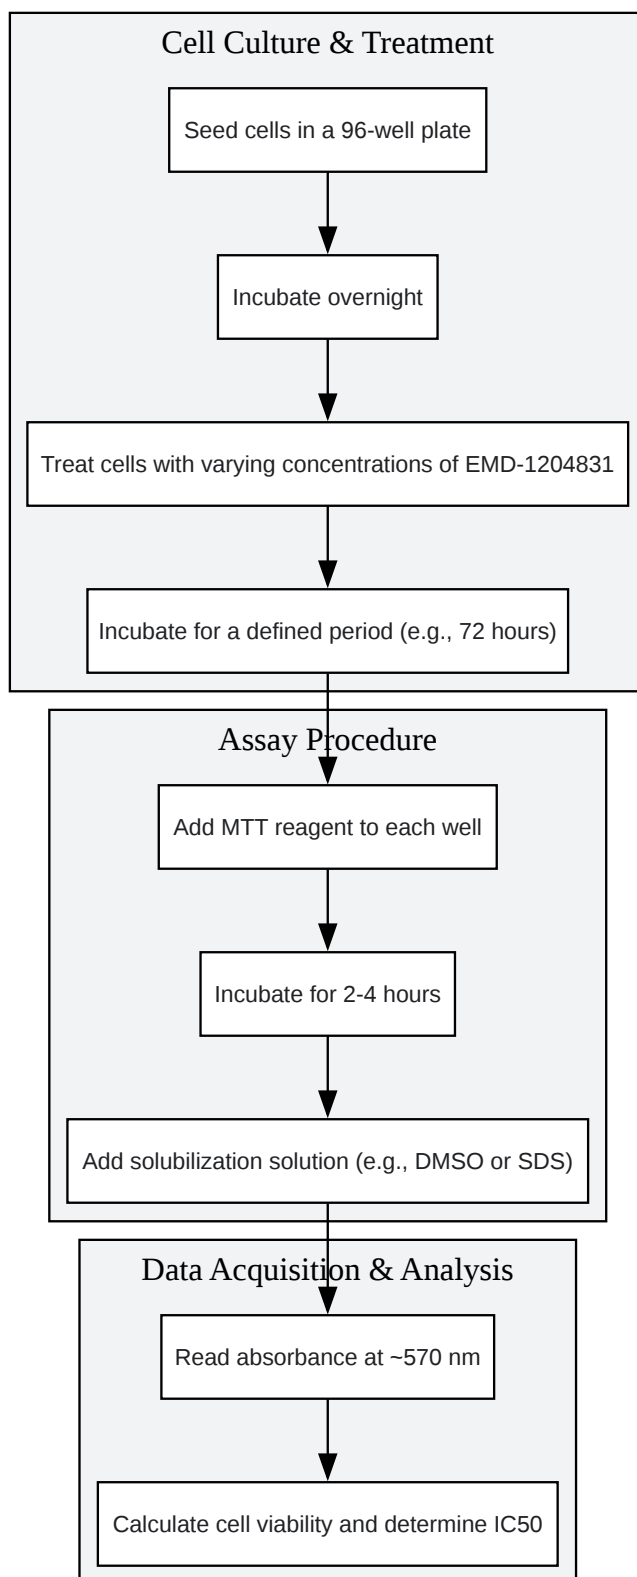 Cell Culture & Treatment
Seed cells in a 96-well plate
Incubate overnight
Treat cells with varying concentrations of EMD-1204831
Incubate for a defined period (e.g., 72 hours)
Assay Procedure
Add MTT reagent to each well
Incubate for 2-4 hours
Add solubilization solution (e.g., DMSO or SDS)
Data Acquisition & Analysis
Read absorbance at ~570 nm
Calculate cell viability and determine IC50